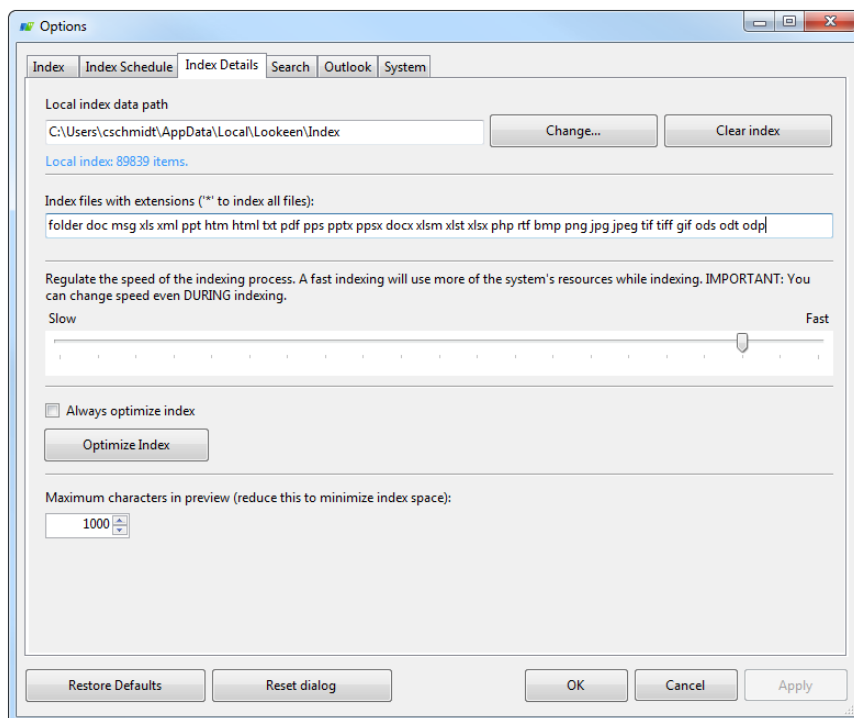 Options
Index
Index Schedule
Index Details
Search
Outlook
System
Local index data path
C:\Users\cschmidt\AppData\Local\Lookeen\Index
Change...
Clear index
Local index: 89839 items.
Index files with extensions ('*' to index all files):
folder doc msg xls xml ppt htm html txt pdf pps pptx ppsx docx xlsm xlst xlsx php rtf bmp png jpg jpeg tif tiff gif ods odt odp
Regulate the speed of the indexing process. A fast indexing will use more of the system's resources while indexing. IMPORTANT: You
can change speed even DURING indexing.
Slow
Fast
Always optimize index
Optimize Index
Maximum characters in preview (reduce this to minimize index space):
1000
Restore Defaults
Reset dialog
OK
Cancel
Apply